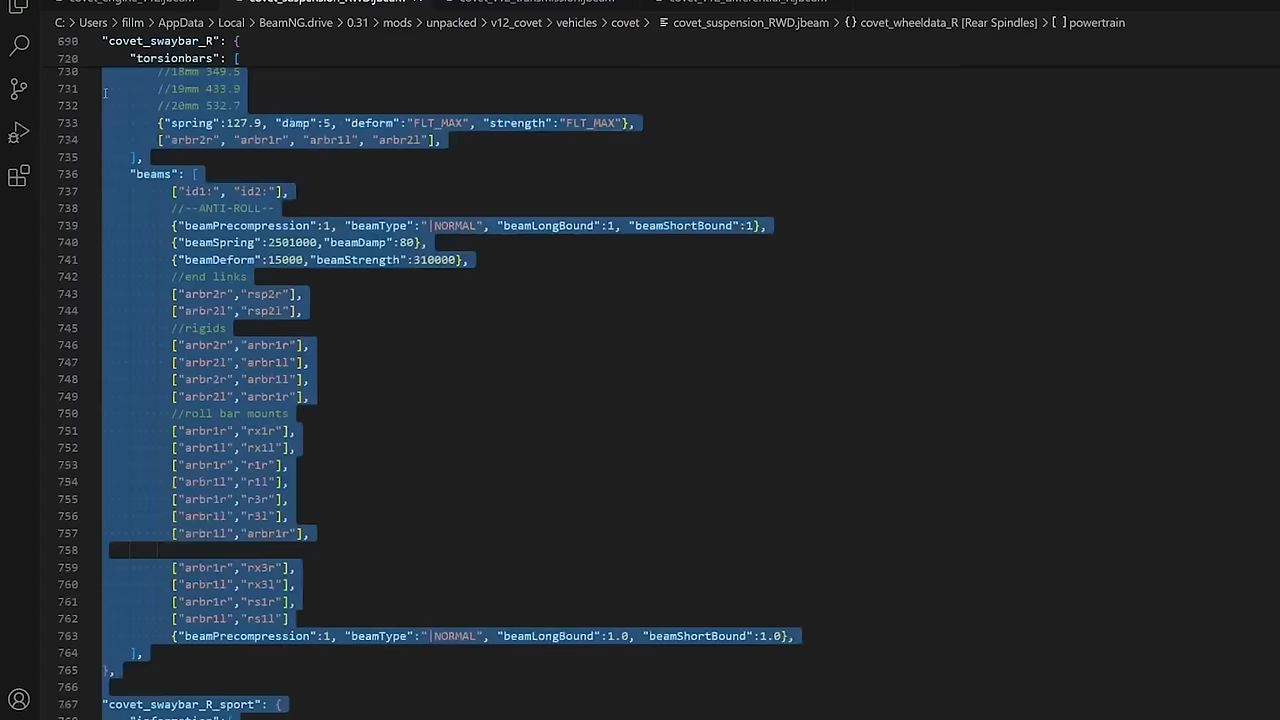 covet_suspension_RWD.jbeam
C: > Users > fillm > AppData > Local > BeamNG.drive > 0.31 > mods > unpacked > v12_covet > vehicles > covet > covet_suspension_RWD.jbeam > {} covet_wheeldata_R [Rear Spindles] > [ ] powertrain
690 "covet_swaybar_R": {
720 "torsionbars": [
730 //18mm 349.5
731 //19mm 433.9
732 //20mm 532.7
733 {"spring":127.9, "damp":5, "deform":"FLT_MAX", "strength":"FLT_MAX"},
734 ["arbr2r", "arbr1r", "arbr1l", "arbr2l"],
735 ],
736 "beams": [
737 ["id1:", "id2:"],
738 //--ANTI-ROLL--
739 {"beamPrecompression":1, "beamType":"|NORMAL", "beamLongBound":1, "beamShortBound":1},
740 {"beamSpring":2501000,"beamDamp":80},
741 {"beamDeform":15000,"beamStrength":310000},
742 //end links
743 ["arbr2r","rsp2r"],
744 ["arbr2l","rsp2l"],
745 //rigids
746 ["arbr2r","arbr1r"],
747 ["arbr2l","arbr1l"],
748 ["arbr2r","arbr1l"],
749 ["arbr2l","arbr1r"],
750 //roll bar mounts
751 ["arbr1r","rx1r"],
752 ["arbr1l","rx1l"],
753 ["arbr1r","r1r"],
754 ["arbr1l","r1l"],
755 ["arbr1r","r3r"],
756 ["arbr1l","r3l"],
757 ["arbr1l","arbr1r"],
758
759 ["arbr1r","rx3r"],
760 ["arbr1l","rx3l"],
761 ["arbr1r","rs1r"],
762 ["arbr1l","rs1l"]
763 {"beamPrecompression":1, "beamType":"|NORMAL", "beamLongBound":1.0, "beamShortBound":1.0},
764 ],
765 },
766
767 "covet_swaybar_R_sport": {